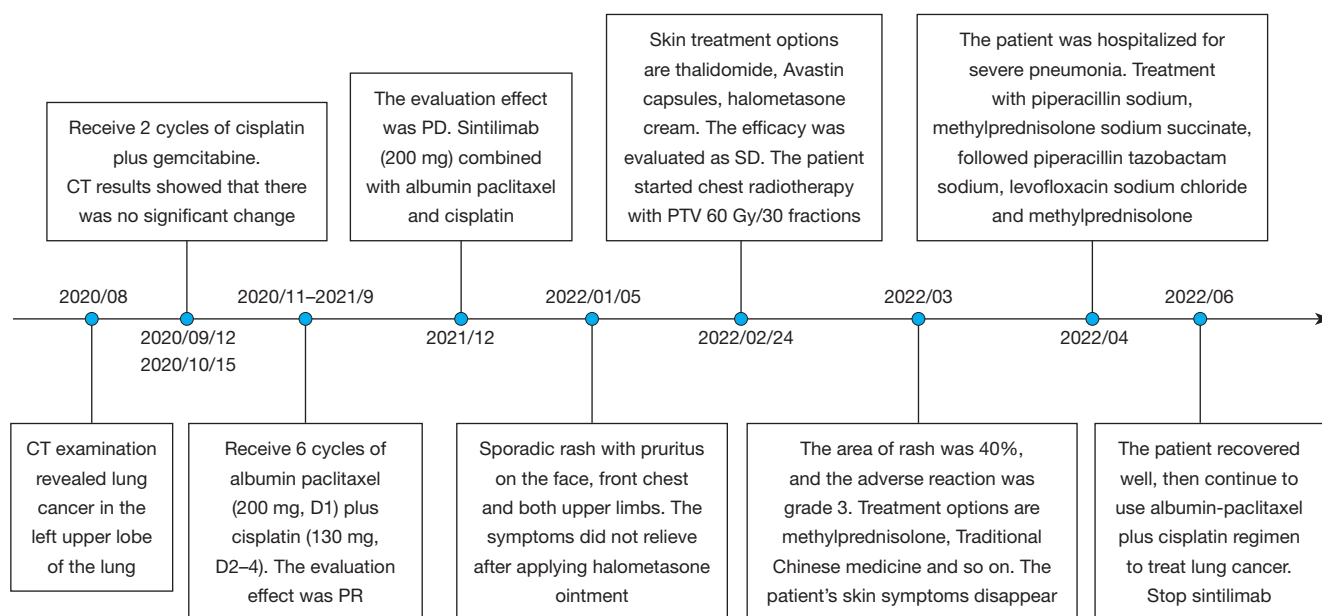 Receive 2 cycles of cisplatin
plus gemcitabine.
CT results showed that there
was no significant change
The evaluation effect
was PD. Sintilimab
(200 mg) combined
with albumin paclitaxel
and cisplatin
Skin treatment options
are thalidomide, Avastin
capsules, halometasone
cream. The efficacy was
evaluated as SD. The patient
started chest radiotherapy
with PTV 60 Gy/30 fractions
The patient was hospitalized for
severe pneumonia. Treatment
with piperacillin sodium,
methylprednisolone sodium succinate,
followed piperacillin tazobactam
sodium, levofloxacin sodium chloride
and methylprednisolone
2020/08
2020/09/12
2020/10/15
2020/11–2021/9
2021/12
2022/01/05
2022/02/24
2022/03
2022/04
2022/06
CT examination
revealed lung
cancer in the
left upper lobe
of the lung
Receive 6 cycles of
albumin paclitaxel
(200 mg, D1) plus
cisplatin (130 mg,
D2–4). The evaluation
effect was PR
Sporadic rash with pruritus
on the face, front chest
and both upper limbs. The
symptoms did not relieve
after applying halometasone
ointment
The area of rash was 40%,
and the adverse reaction was
grade 3. Treatment options are
methylprednisolone, Traditional
Chinese medicine and so on. The
patient's skin symptoms disappear
The patient recovered
well, then continue to
use albumin-paclitaxel
plus cisplatin regimen
to treat lung cancer.
Stop sintilimab